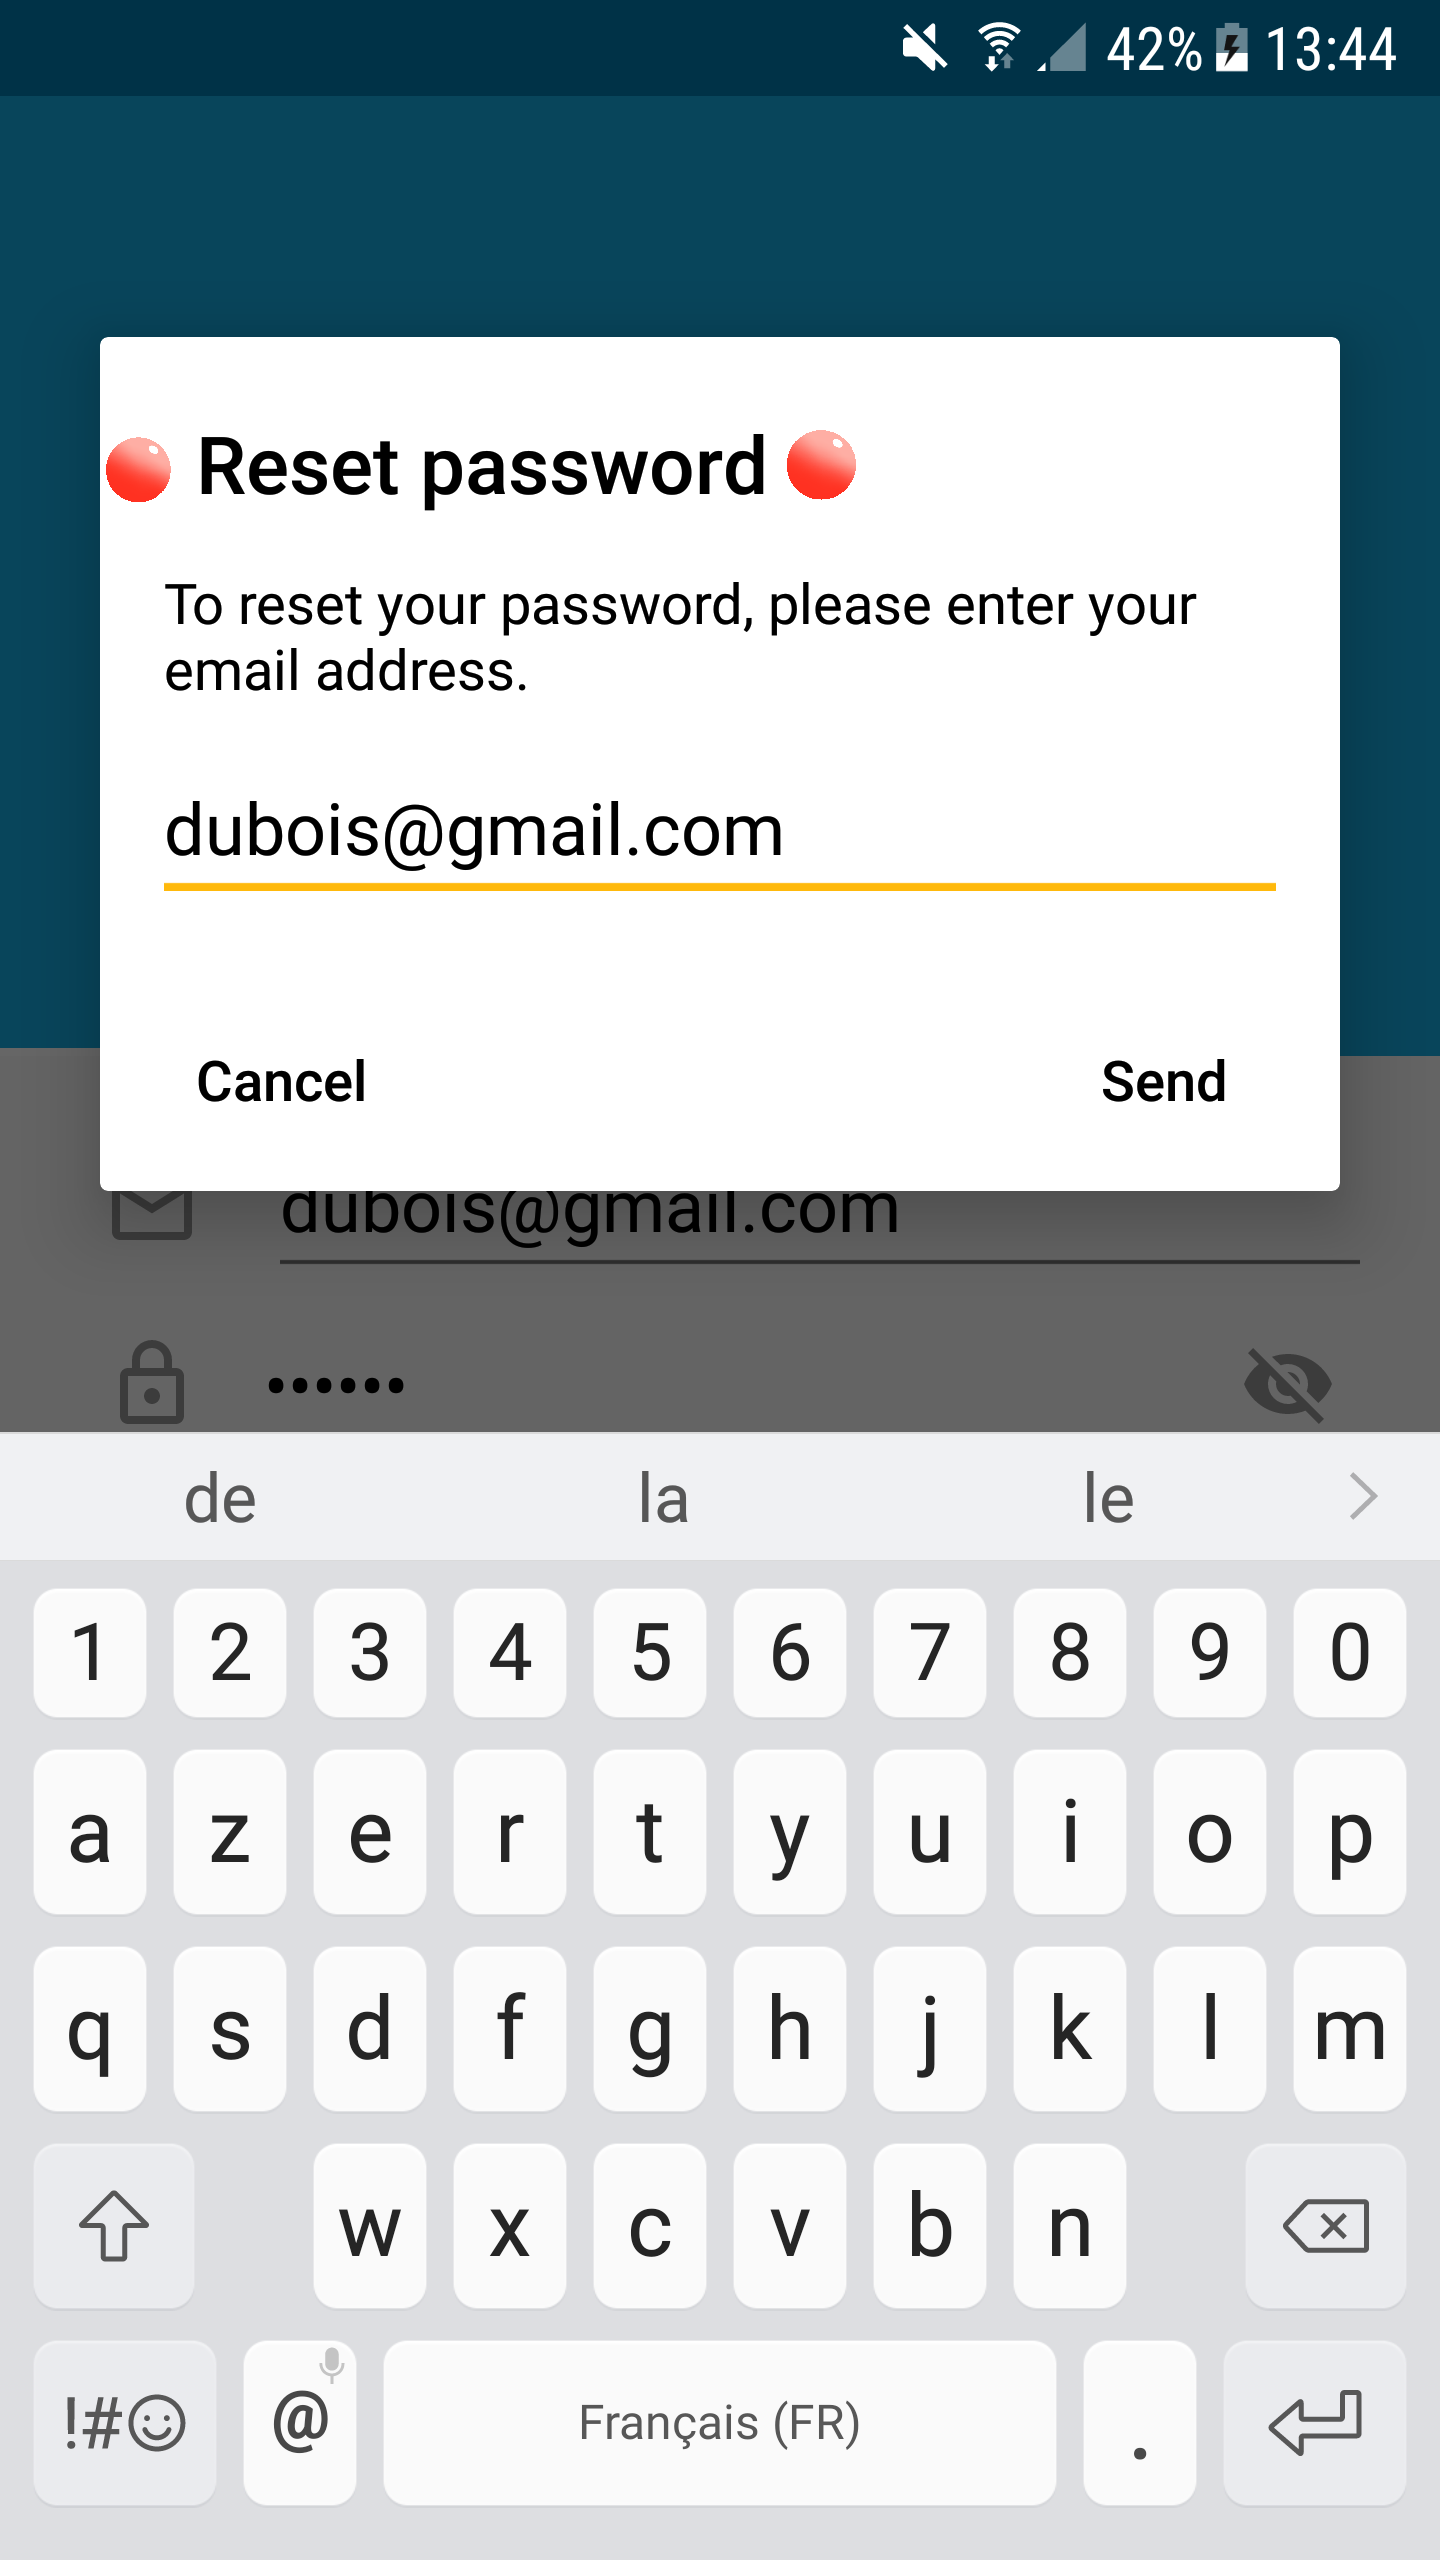 42% 13:44
Reset password
To reset your password, please enter your
email address.
dubois@gmail.com
Cancel Send
dubois@gmail.com
••••••
de la le
1 2 3 4 5 6 7 8 9 0
a z e r t y u i o p
q s d f g h j k l m
w x c v b n
!#☺ @ Français (FR) .